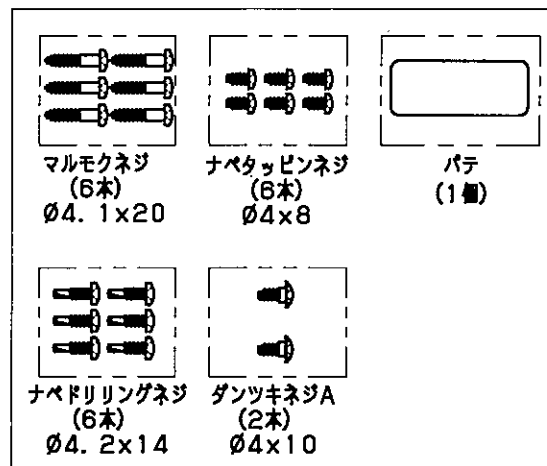 マルモクネジ
(6本)
Ø4. 1x20
ナベタッピンネジ
(6本)
Ø4x8
パテ
(1個)
ナベドリリングネジ
(6本)
Ø4. 2x14
ダンツキネジA
(2本)
Ø4x10